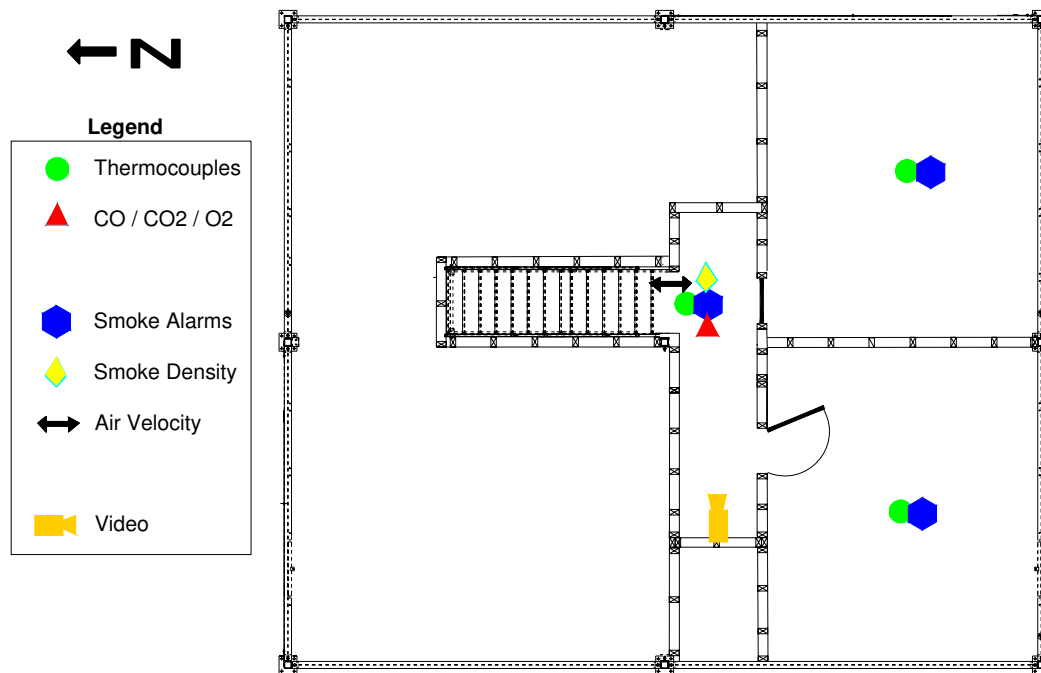 N
Legend
Thermocouples
CO / CO2 / O2
Smoke Alarms
Smoke Density
Air Velocity
Video